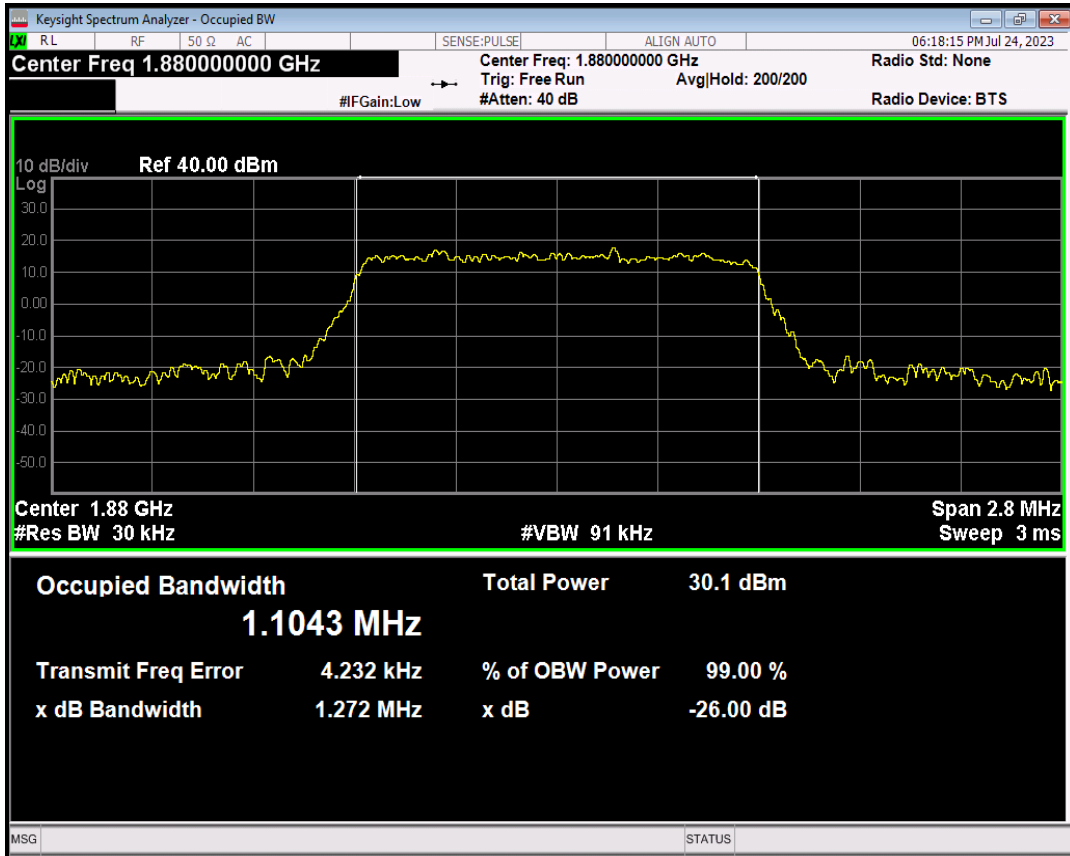 Keysight Spectrum Analyzer - Occupied BW
LXI RL RF 50 Ω AC SENSE:PULSE ALIGN AUTO 06:18:15 PM Jul 24, 2023
Center Freq 1.880000000 GHz Center Freq: 1.880000000 GHz Radio Std: None
Trig: Free Run Avg|Hold: 200/200
#IFGain:Low #Atten: 40 dB Radio Device: BTS
10 dB/div Ref 40.00 dBm
Log
30.0
20.0
10.0
0.00
-10.0
-20.0
-30.0
-40.0
-50.0
Center 1.88 GHz Span 2.8 MHz
#Res BW 30 kHz #VBW 91 kHz Sweep 3 ms
Occupied Bandwidth Total Power 30.1 dBm
1.1043 MHz
Transmit Freq Error 4.232 kHz % of OBW Power 99.00 %
x dB Bandwidth 1.272 MHz x dB -26.00 dB
MSG STATUS